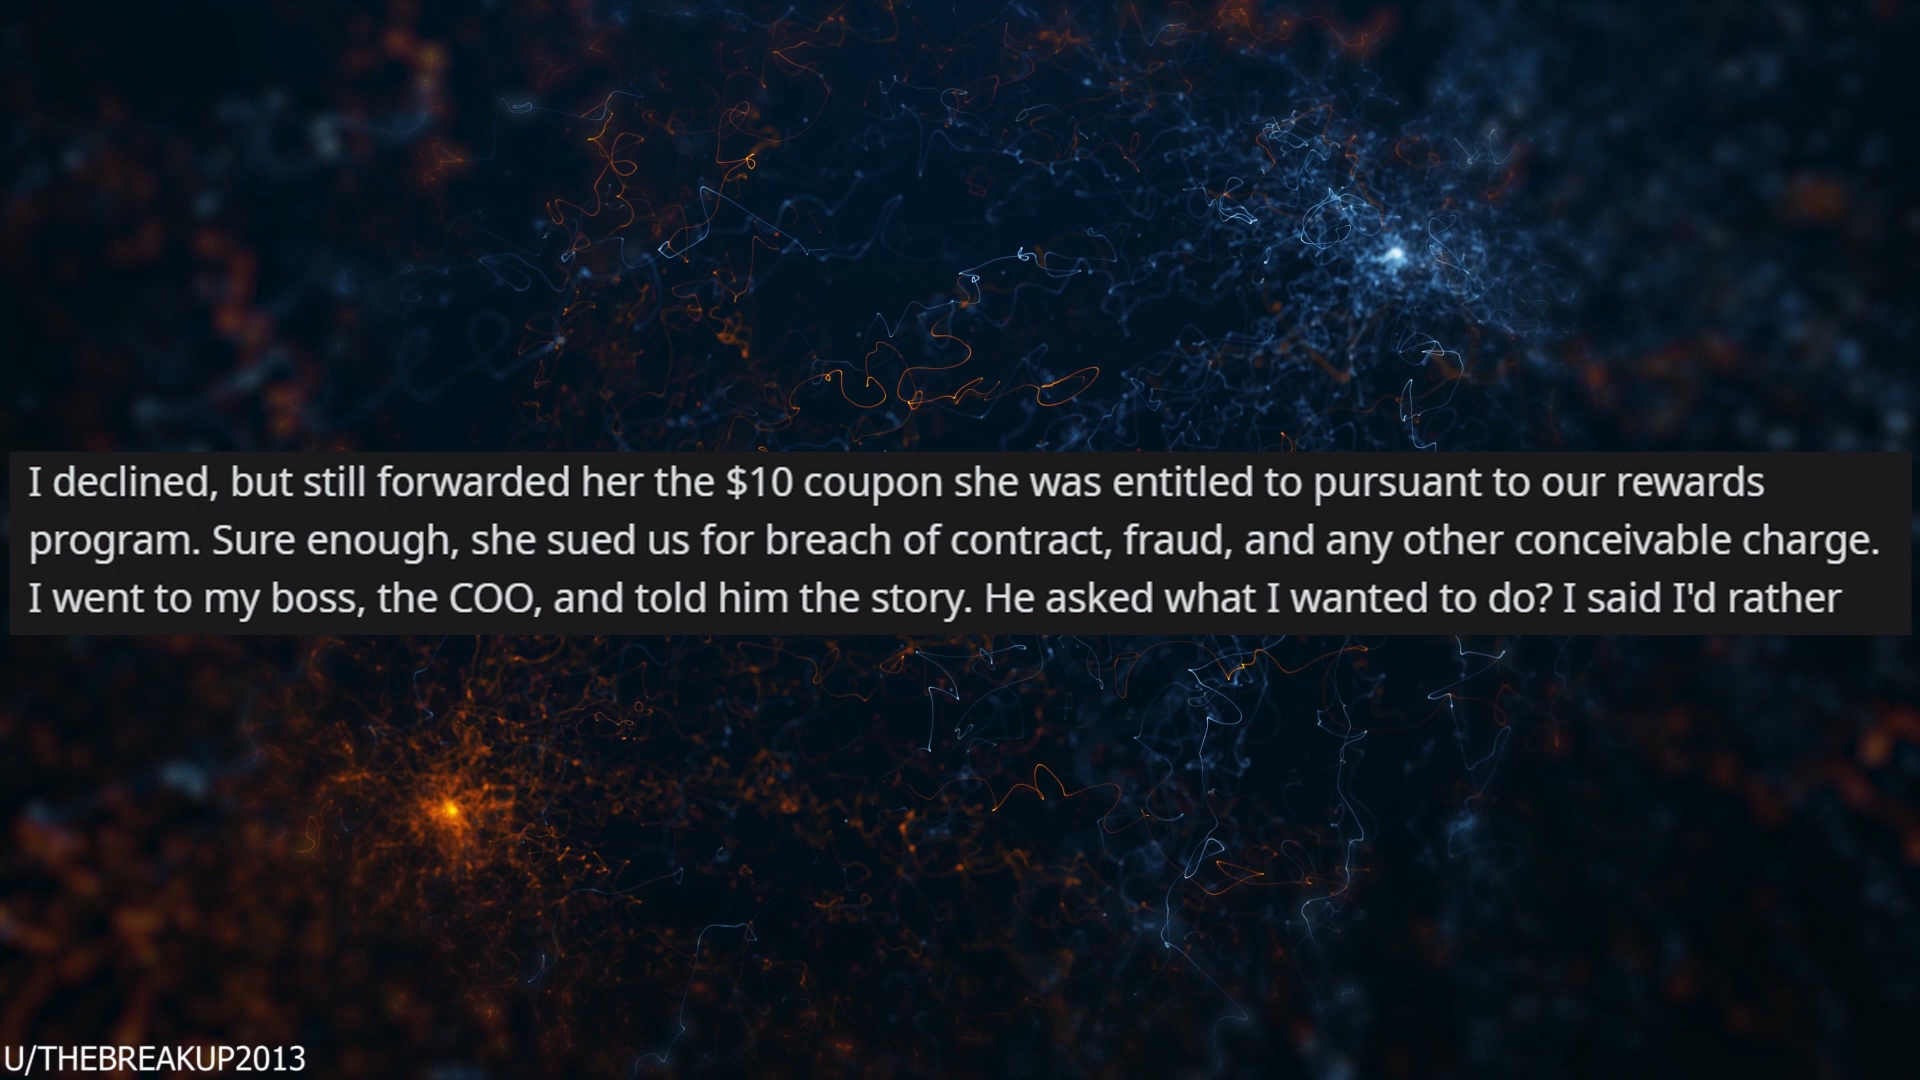 I declined, but still forwarded her the $10 coupon she was entitled to pursuant to our rewards
program. Sure enough, she sued us for breach of contract, fraud, and any other conceivable charge.
I went to my boss, the COO, and told him the story. He asked what I wanted to do? I said I'd rather
U/THEBREAKUP2013